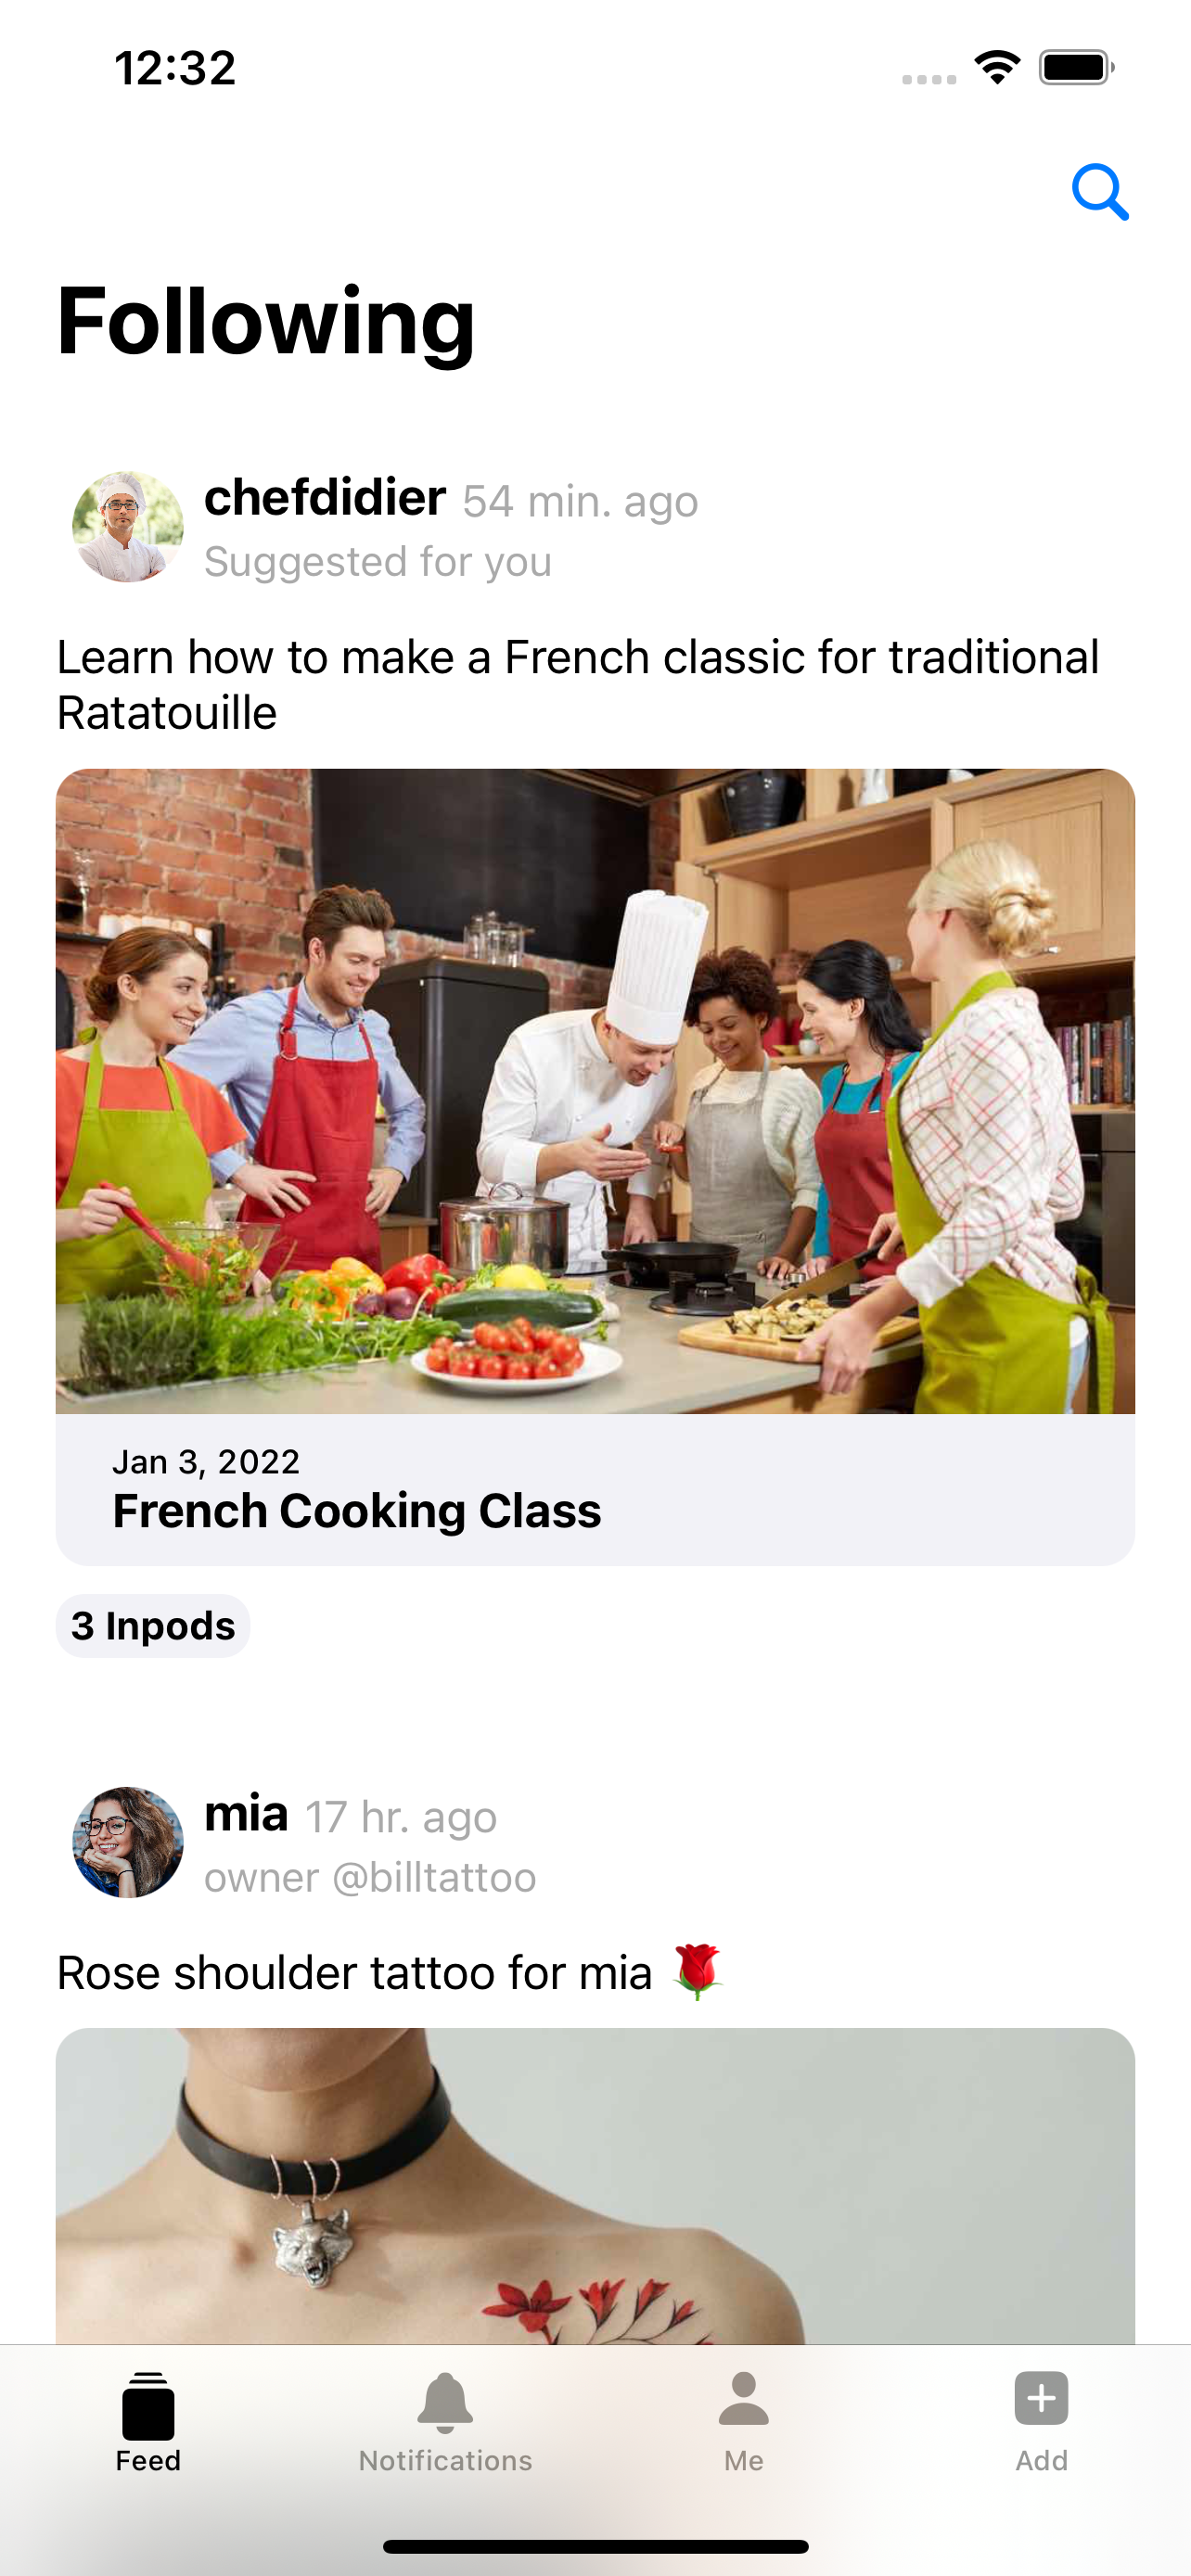 12:32
Following
chefdidier 54 min. ago
Suggested for you
Learn how to make a French classic for traditional
Ratatouille
Jan 3, 2022
French Cooking Class
3 Inpods
mia 17 hr. ago
owner @billtattoo
Rose shoulder tattoo for mia 🌹
Feed
Notifications
Me
Add